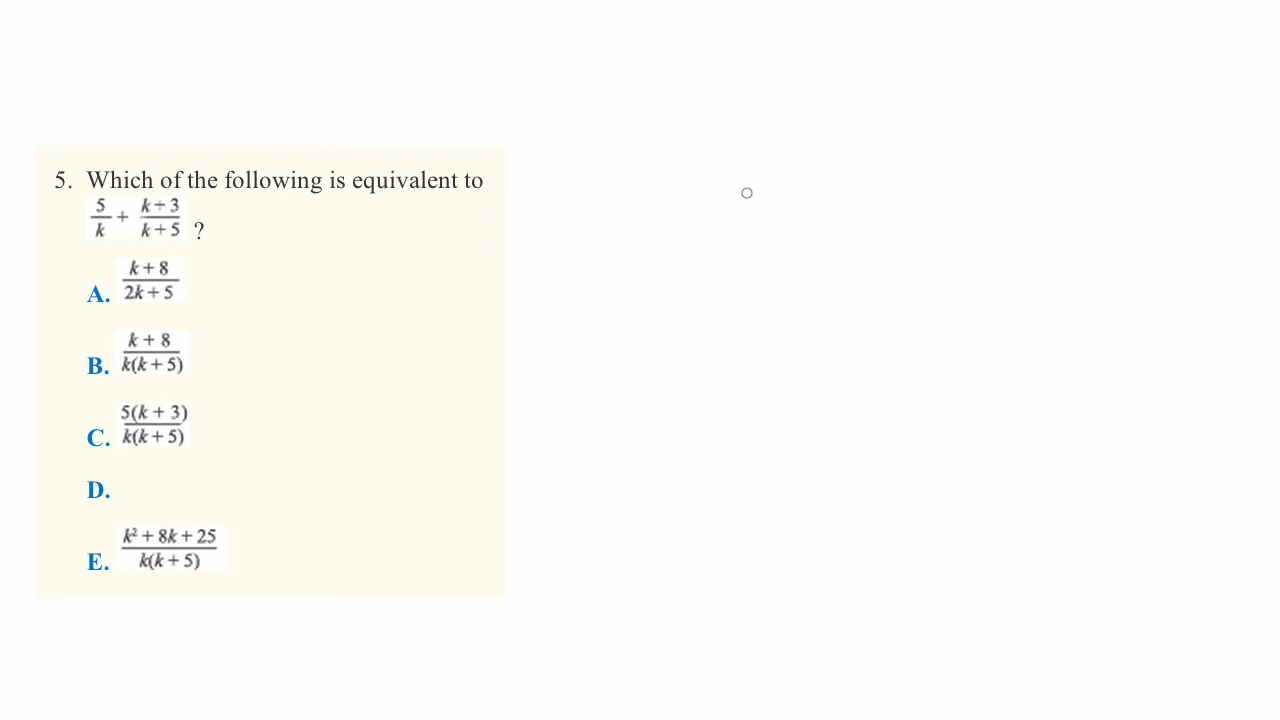 5. Which of the following is equivalent to
5/k + (k+3)/(k+5) ?
A. (k+8)/(2k+5)
B. (k+8)/(k(k+5))
C. 5(k+3)/(k(k+5))
D.
E. (k²+8k+25)/(k(k+5))